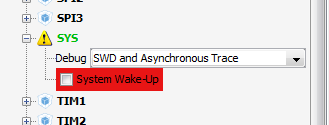 SPI3
SYS
Debug SWD and Asynchronous Trace
System Wake-Up
TIM1
TIM2